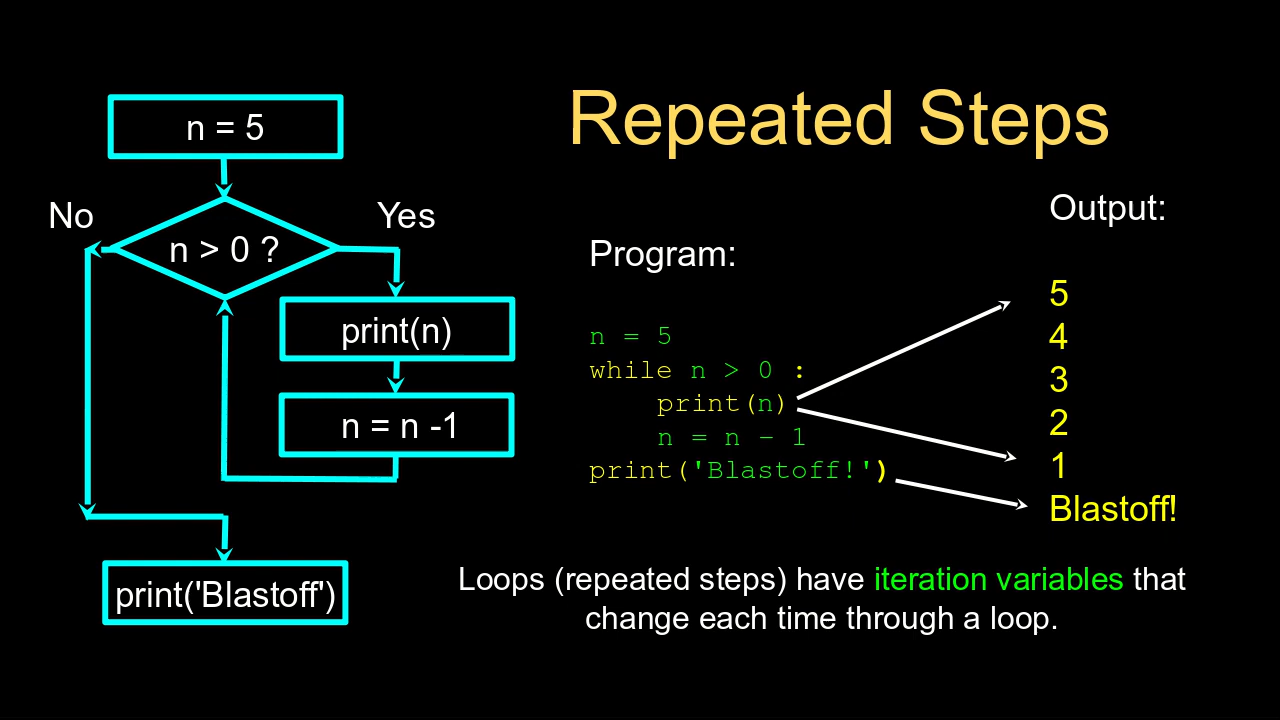 Repeated Steps
n = 5
No
Yes
n > 0 ?
print(n)
n = n -1
print('Blastoff')
Program:
n = 5
while n > 0 :
    print(n)
    n = n – 1
print('Blastoff!')
Output:
5
4
3
2
1
Blastoff!
Loops (repeated steps) have iteration variables that
change each time through a loop.